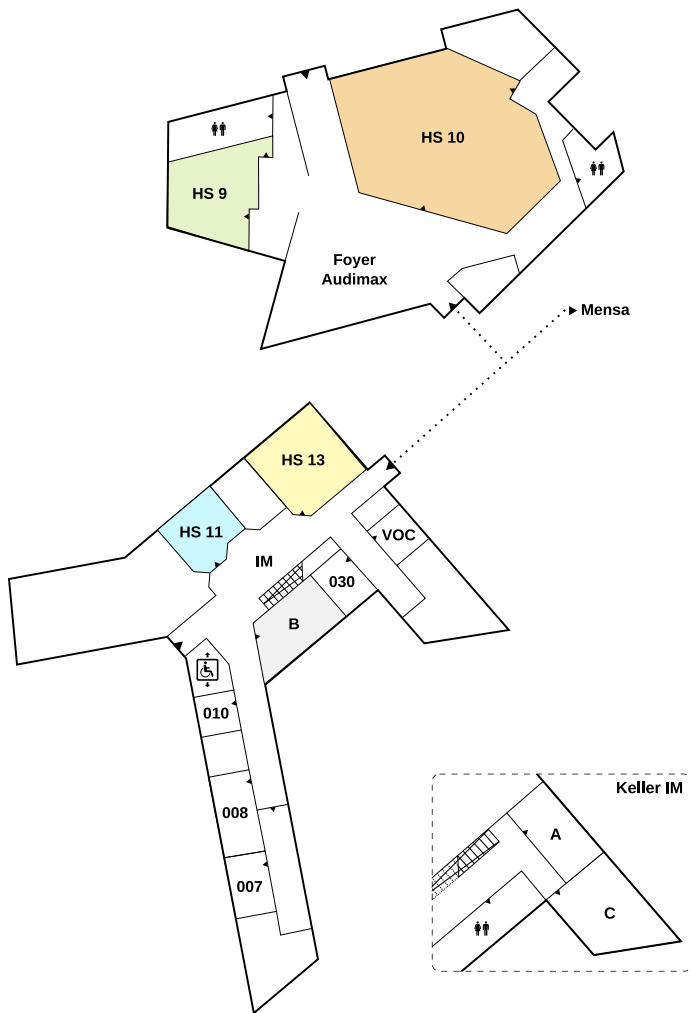 HS 10
HS 9
Foyer
Audimax
Mensa
HS 13
HS 11
VOC
IM
030
B
010
Keller IM
008
A
007
C